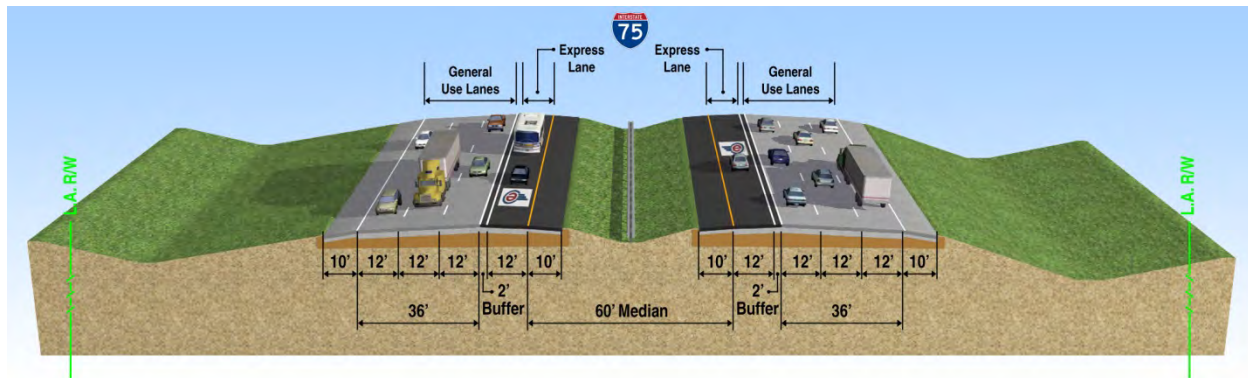 INTERSTATE
75
Express
Lane
Express
Lane
General
Use Lanes
General
Use Lanes
L.A. R/W
L.A. R/W
e
e
10' 12' 12' 12' 12' 10' 10' 12' 12' 12' 12' 10'
2'
Buffer
2'
Buffer
36' 60' Median 36'